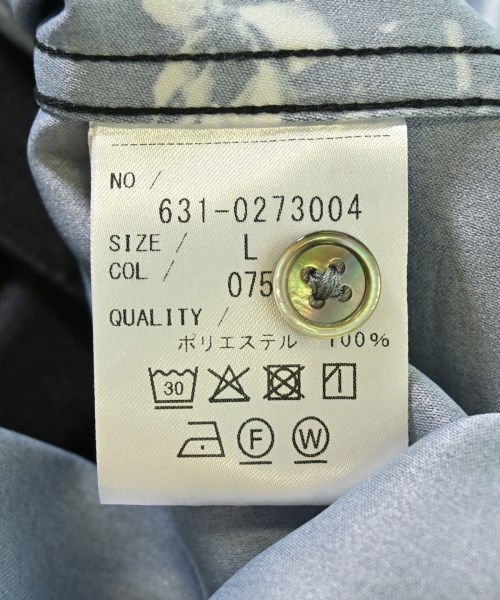 NO /
631-0273004
SIZE / L
COL / 075
QUALITY /
ポリエステル 100%
30
F W